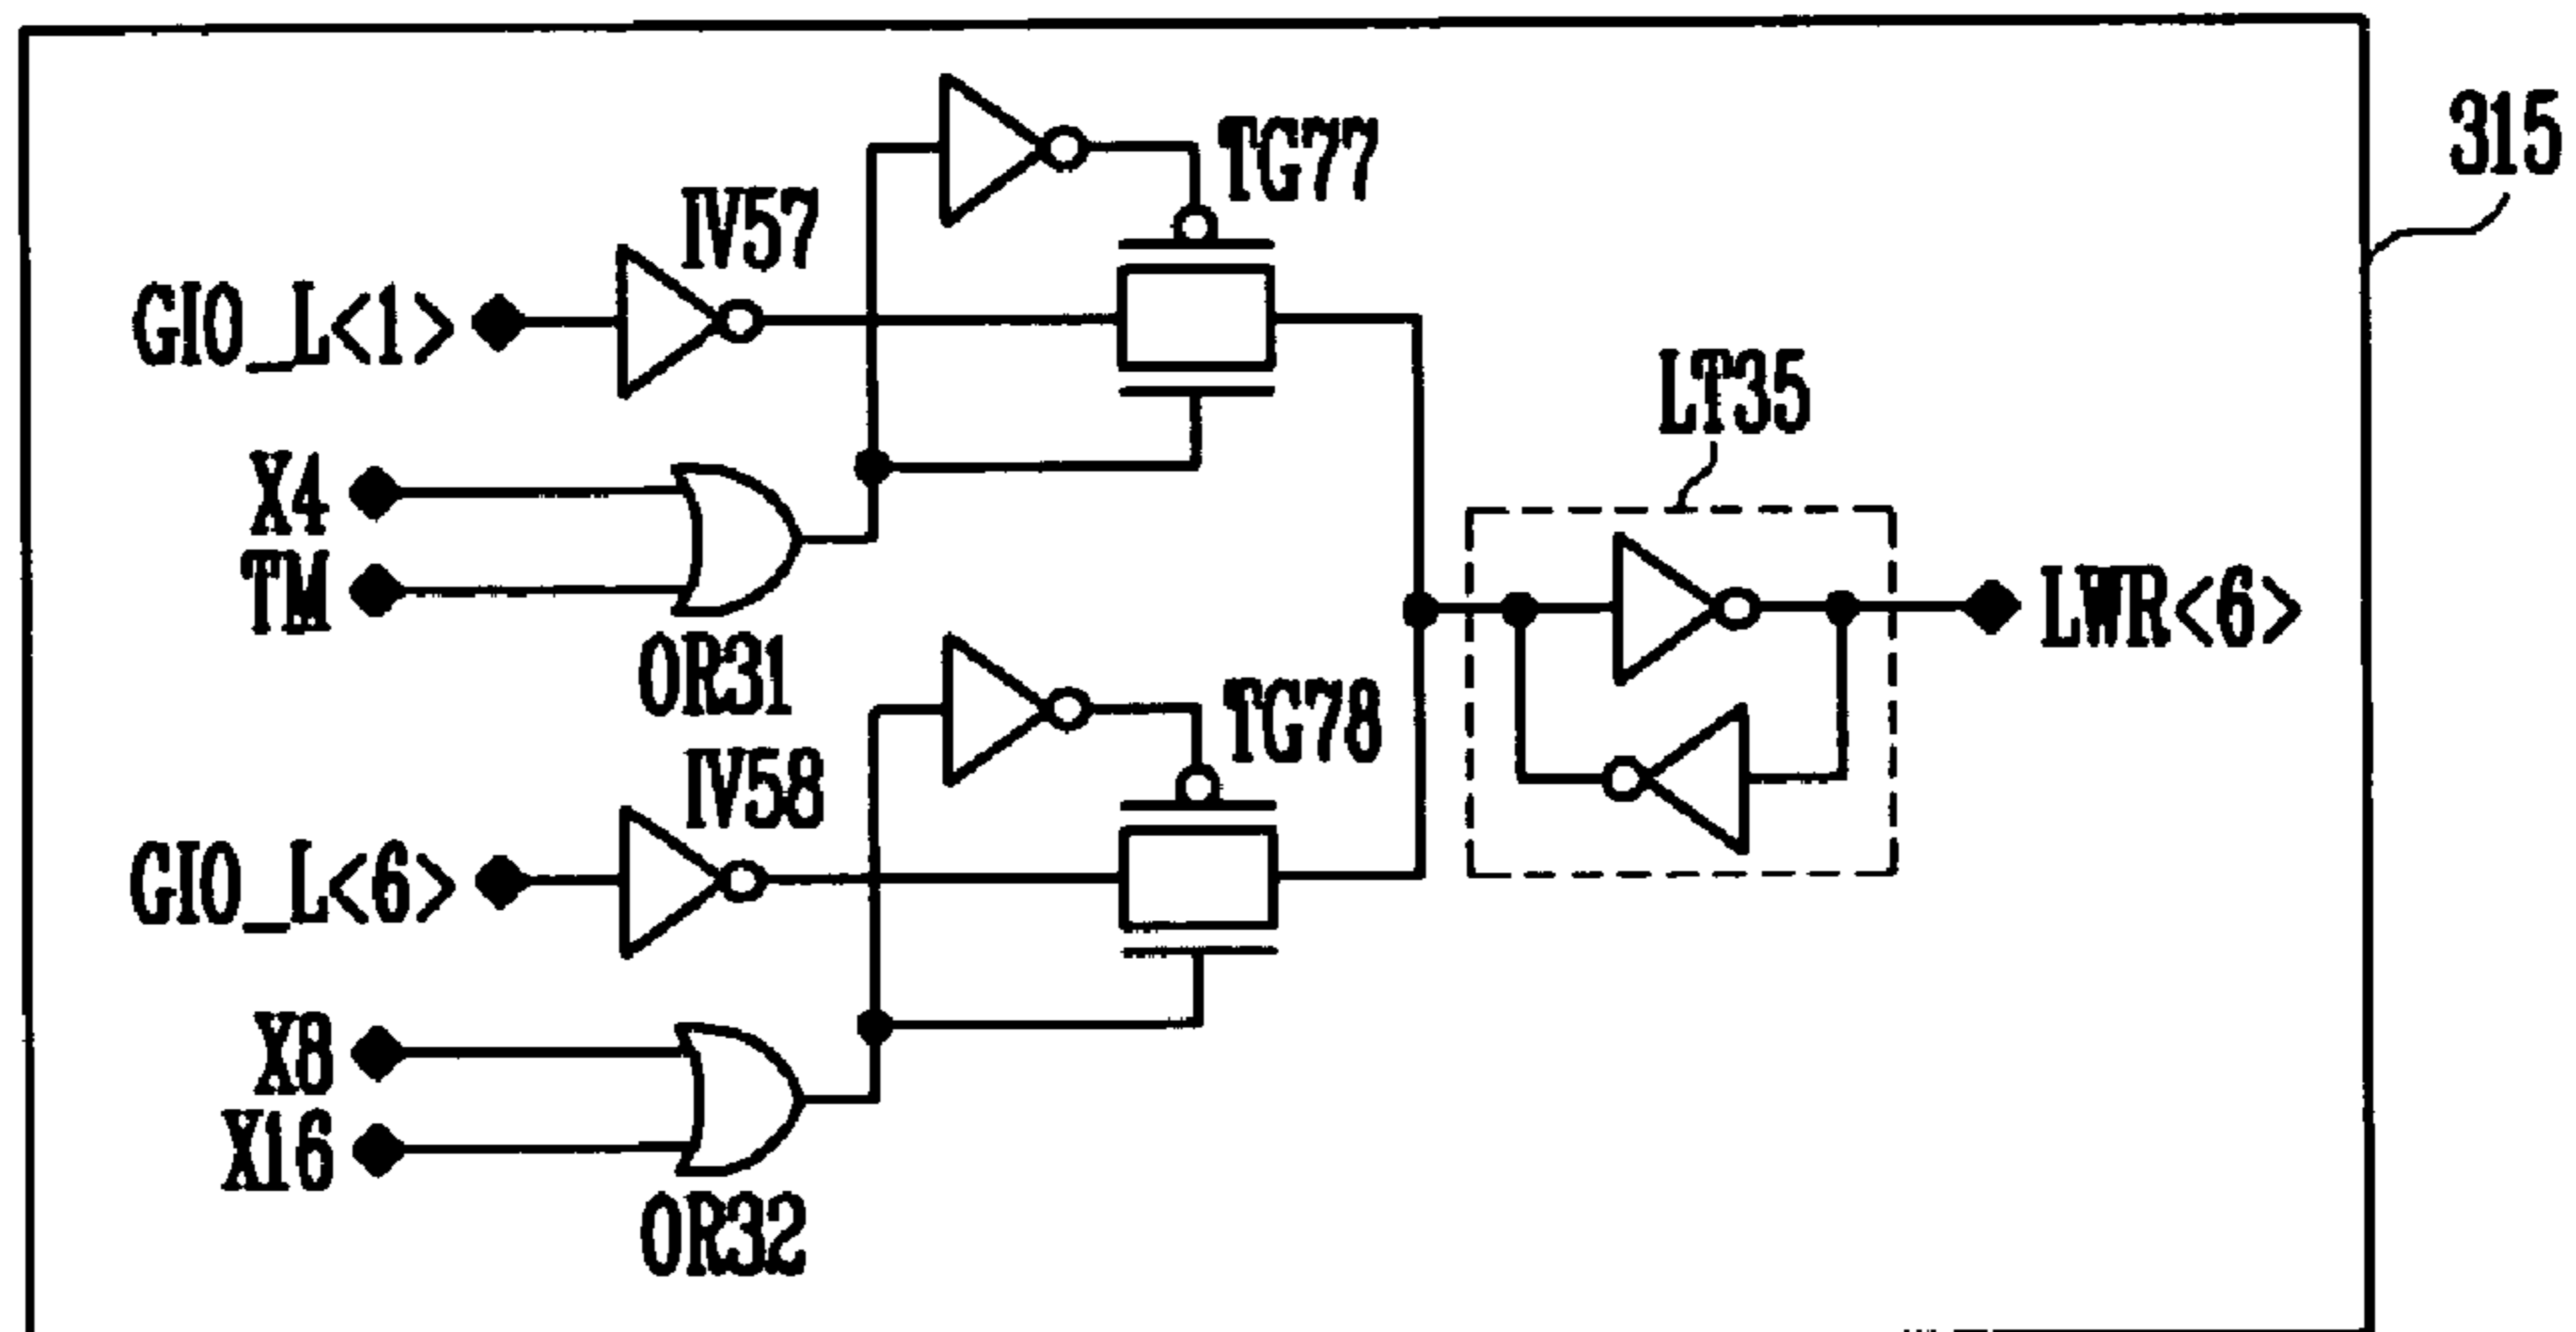 315
TG77
IV57
GIO_L<1>
LT35
X4
TM
LWR<6>
OR31
TG78
IV58
GIO_L<6>
X8
X16
OR32